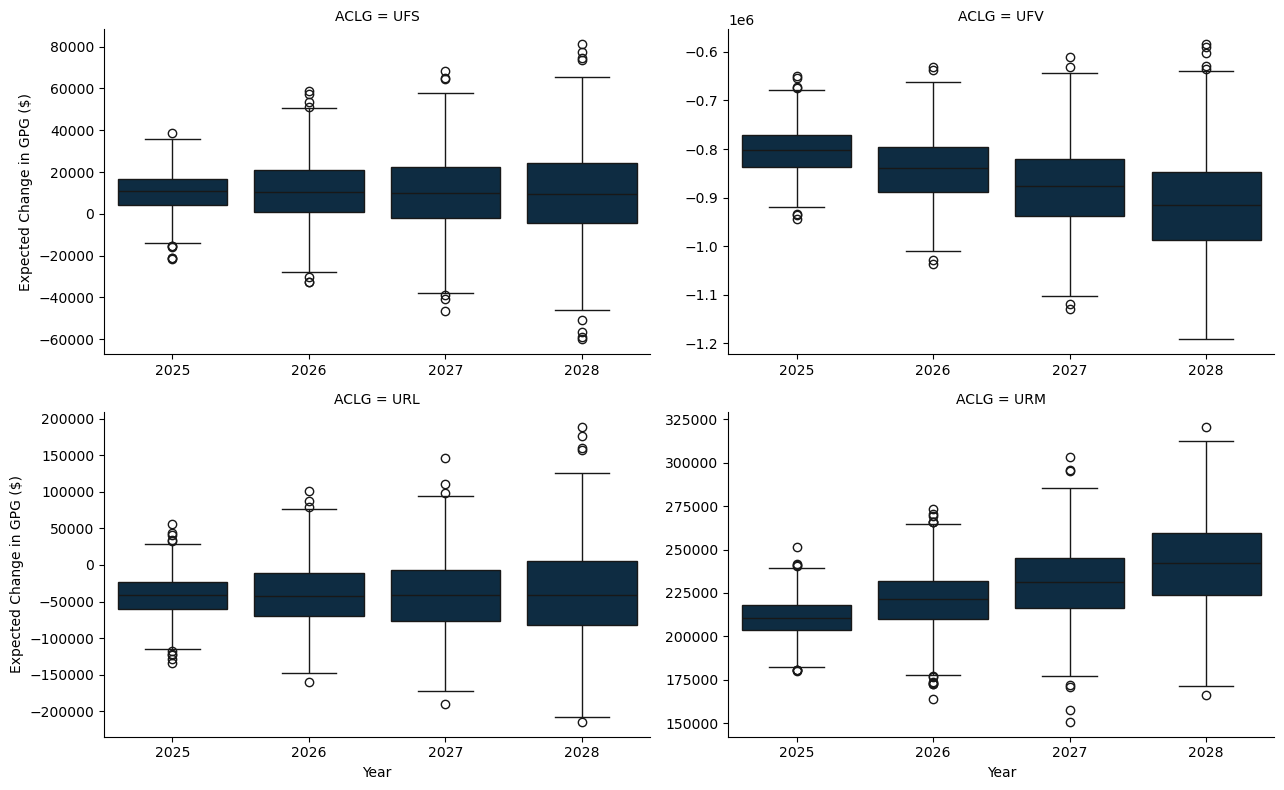 ACLG = UFS
Expected Change in GPG ($)
80000
60000
40000
20000
0
−20000
−40000
−60000
2025 2026 2027 2028
ACLG = UFV
1e6
−0.6
−0.7
−0.8
−0.9
−1.0
−1.1
−1.2
2025 2026 2027 2028
ACLG = URL
Expected Change in GPG ($)
200000
150000
100000
50000
0
−50000
−100000
−150000
−200000
2025 2026 2027 2028
Year
ACLG = URM
325000
300000
275000
250000
225000
200000
175000
150000
2025 2026 2027 2028
Year